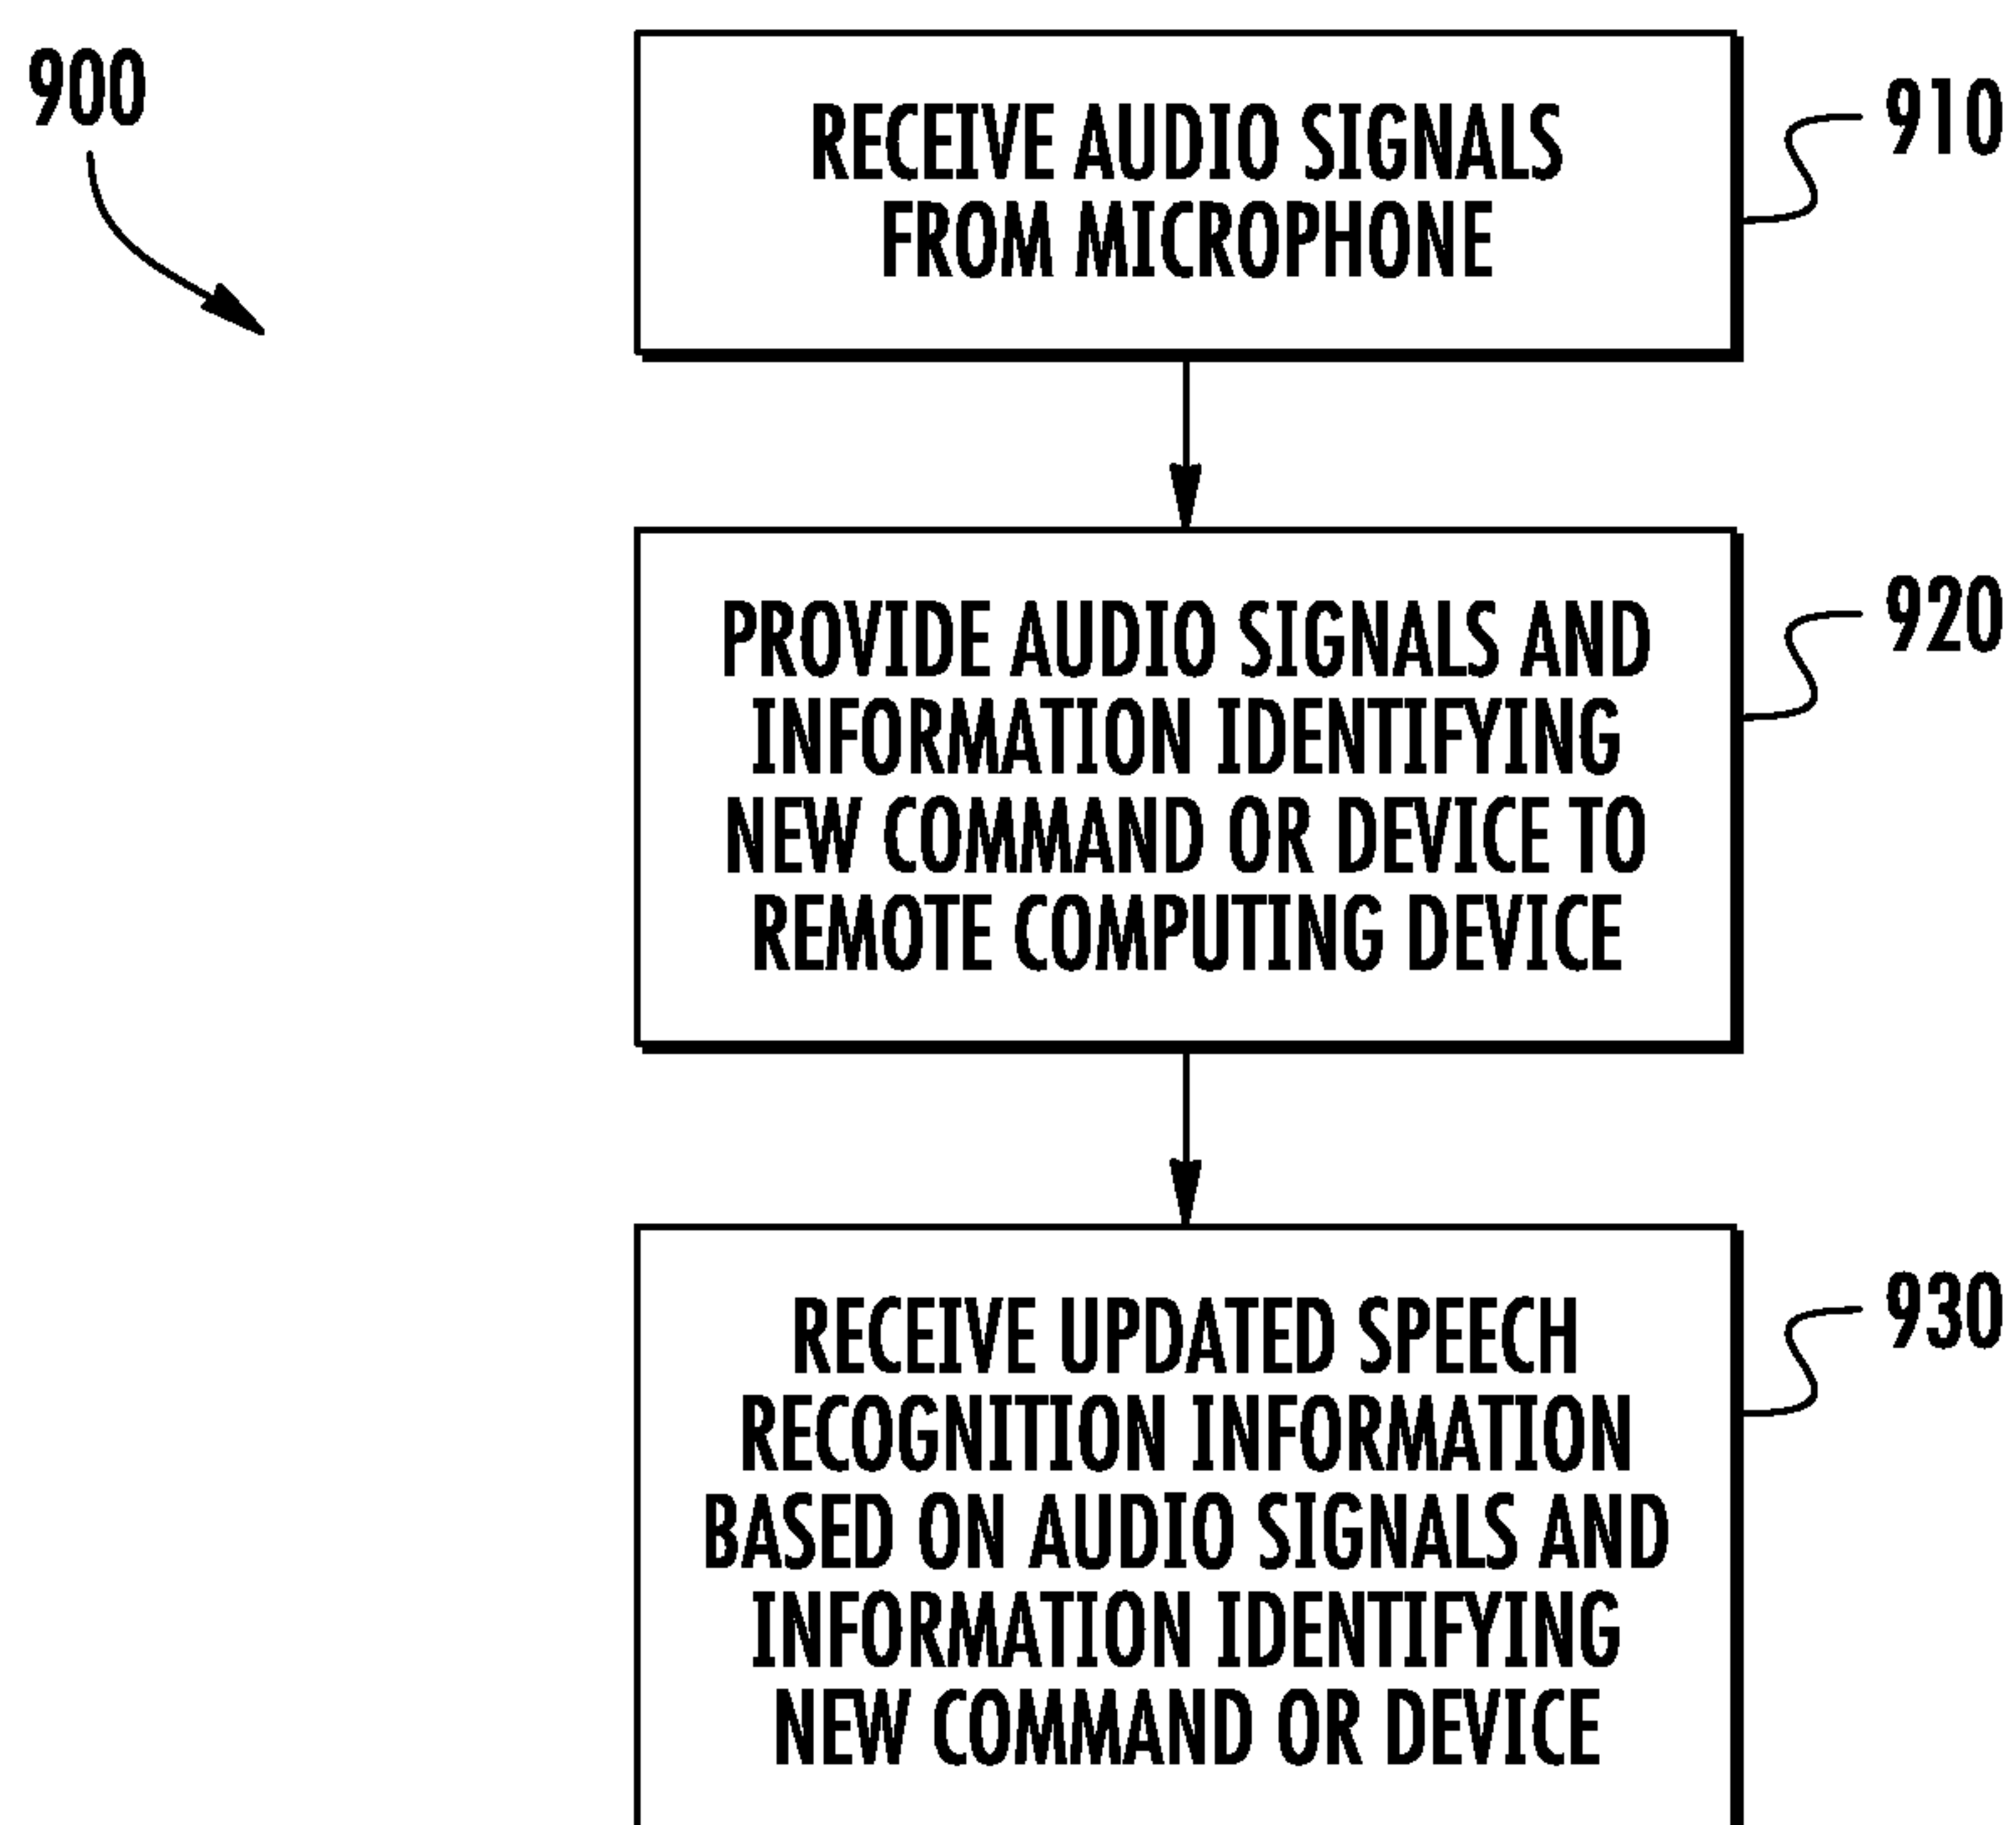 900
RECEIVE AUDIO SIGNALS
FROM MICROPHONE
910
PROVIDE AUDIO SIGNALS AND
INFORMATION IDENTIFYING
NEW COMMAND OR DEVICE TO
REMOTE COMPUTING DEVICE
920
RECEIVE UPDATED SPEECH
RECOGNITION INFORMATION
BASED ON AUDIO SIGNALS AND
INFORMATION IDENTIFYING
NEW COMMAND OR DEVICE
930